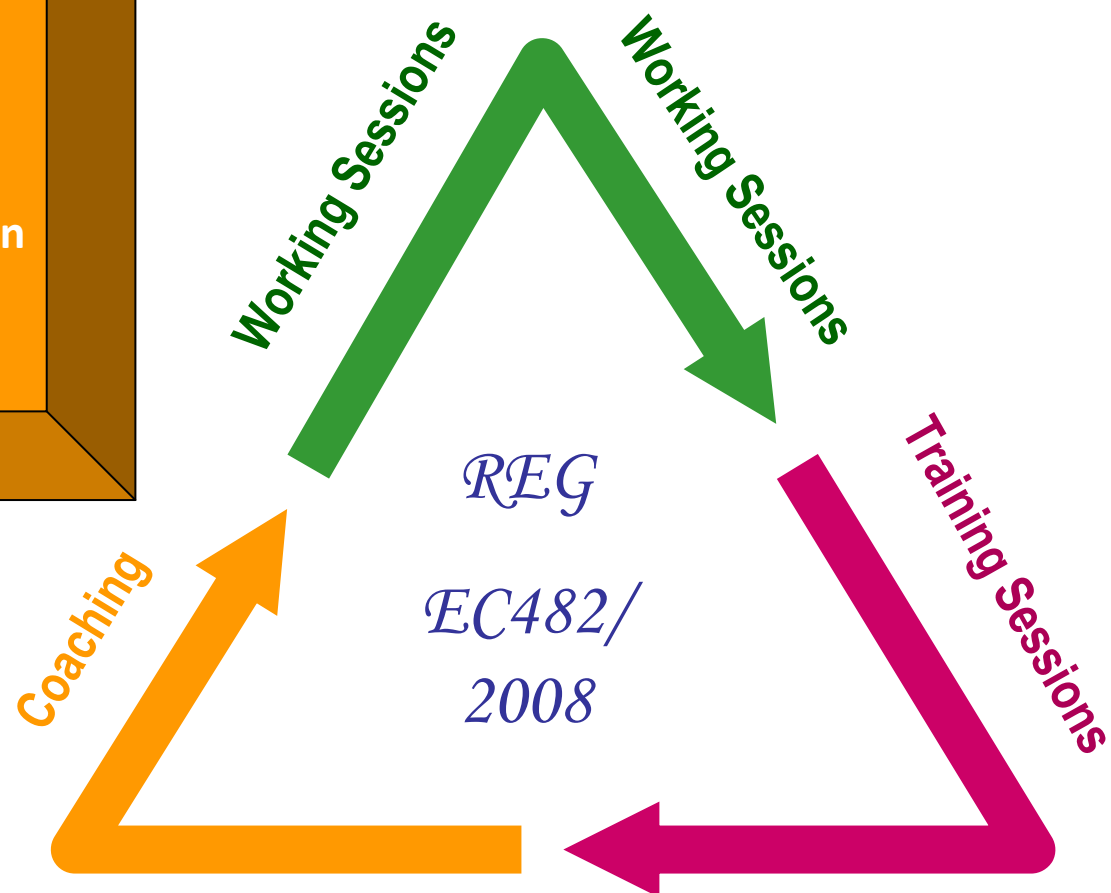 Working Sessions
Working Sessions
n
REG
EC482/
2008
Training Sessions
Coaching